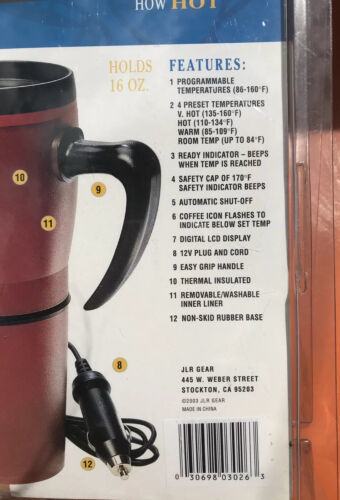 HOW HOT
HOLDS
16 OZ.
FEATURES:
1 PROGRAMMABLE
TEMPERATURES (86-160°F)
2 4 PRESET TEMPERATURES
V. HOT (135-160°F)
HOT (110-134°F)
WARM (85-109°F)
ROOM TEMP (UP TO 84°F)
3 READY INDICATOR – BEEPS
WHEN TEMP IS REACHED
4 SAFETY CAP OF 170°F
SAFETY INDICATOR BEEPS
5 AUTOMATIC SHUT-OFF
6 COFFEE ICON FLASHES TO
INDICATE BELOW SET TEMP
7 DIGITAL LCD DISPLAY
8 12V PLUG AND CORD
9 EASY GRIP HANDLE
10 THERMAL INSULATED
11 REMOVABLE/WASHABLE
INNER LINER
12 NON-SKID RUBBER BASE
10
9
11
8
12
JLR GEAR
445 W. WEBER STREET
STOCKTON, CA 95203
©2003 JLR GEAR
MADE IN CHINA
0 30698 03026 3